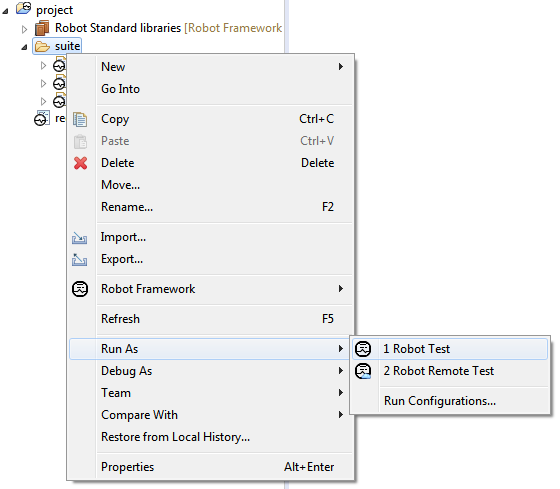 project
Robot Standard libraries [Robot Framework
suite
re
New
Go Into
Copy Ctrl+C
Paste Ctrl+V
Delete Delete
Move...
Rename... F2
Import...
Export...
Robot Framework
Refresh F5
Run As
1 Robot Test
Debug As
2 Robot Remote Test
Team
Run Configurations...
Compare With
Restore from Local History...
Properties Alt+Enter